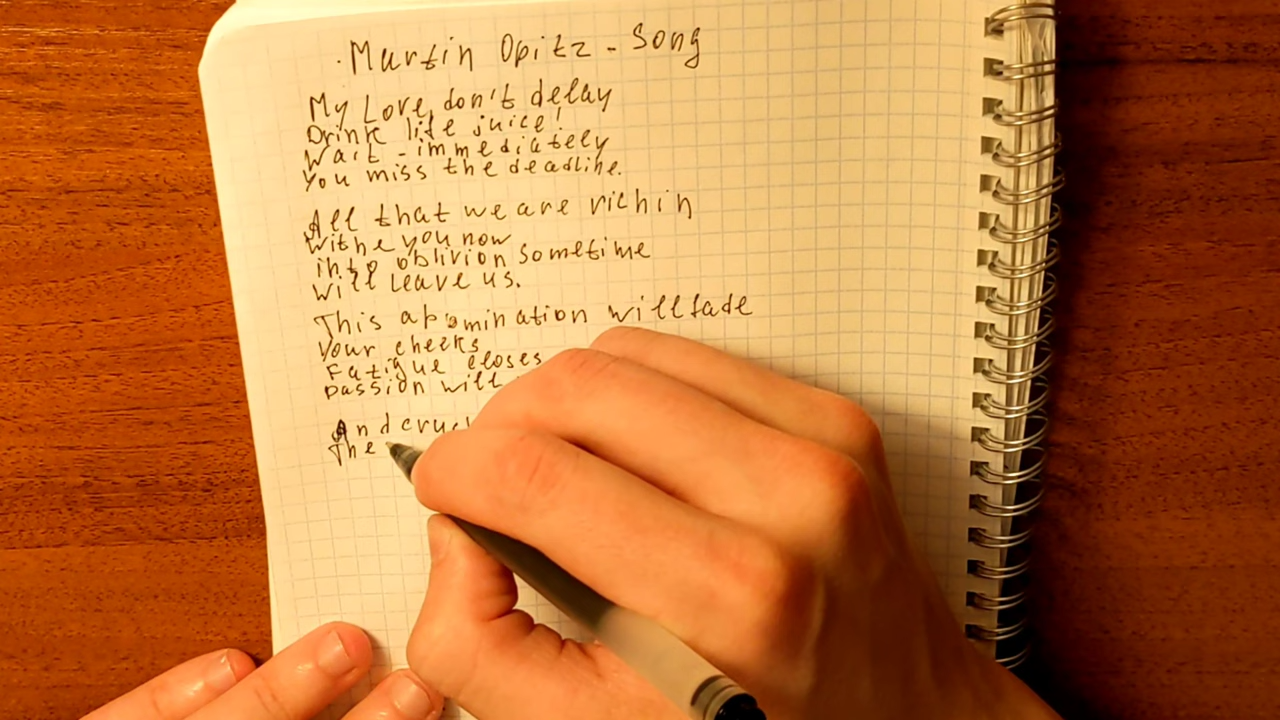 Martin Opitz - Song
My Love, don't delay
Drink life juice!
Wait - immediately
You miss the deadline.
All that we are richin
withe you now
into oblivion sometime
will leave us.
This abomination will fade
your cheeks
Fatigue closes
passion will
And
The